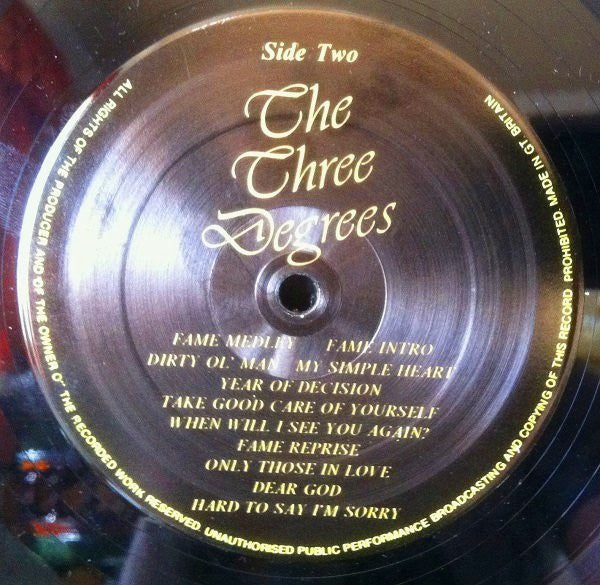 Side Two
The
Three
Degrees
FAME MEDLEY FAME INTRO
DIRTY OL' MAN MY SIMPLE HEART
YEAR OF DECISION
TAKE GOOD CARE OF YOURSELF
WHEN WILL I SEE YOU AGAIN?
FAME REPRISE
ONLY THOSE IN LOVE
DEAR GOD
HARD TO SAY I'M SORRY
ALL RIGHTS OF THE PRODUCER AND OF THE OWNER O THE RECORDED WORK RESERVED. UNAUTHORISED PUBLIC PERFORMANCE BROADCASTING AND COPYING OF THIS RECORD PROHIBITED. MADE IN GT BRITAIN